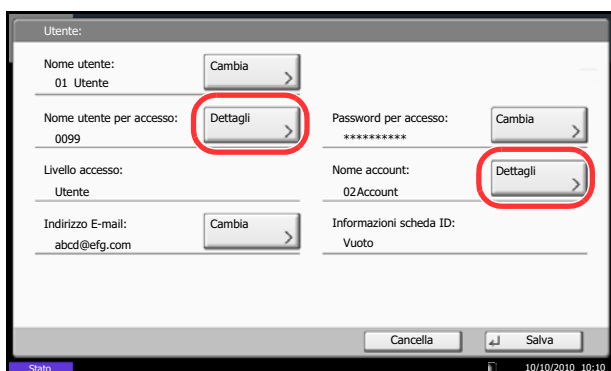 Utente:
Nome utente:
01 Utente
Cambia
Nome utente per accesso:
0099
Dettagli
Password per accesso:
**********
Cambia
Livello accesso:
Utente
Nome account:
02Account
Dettagli
Indirizzo E-mail:
abcd@efg.com
Cambia
Informazioni scheda ID:
Vuoto
Cancella
Salva
Stato
10/10/2010 10:10